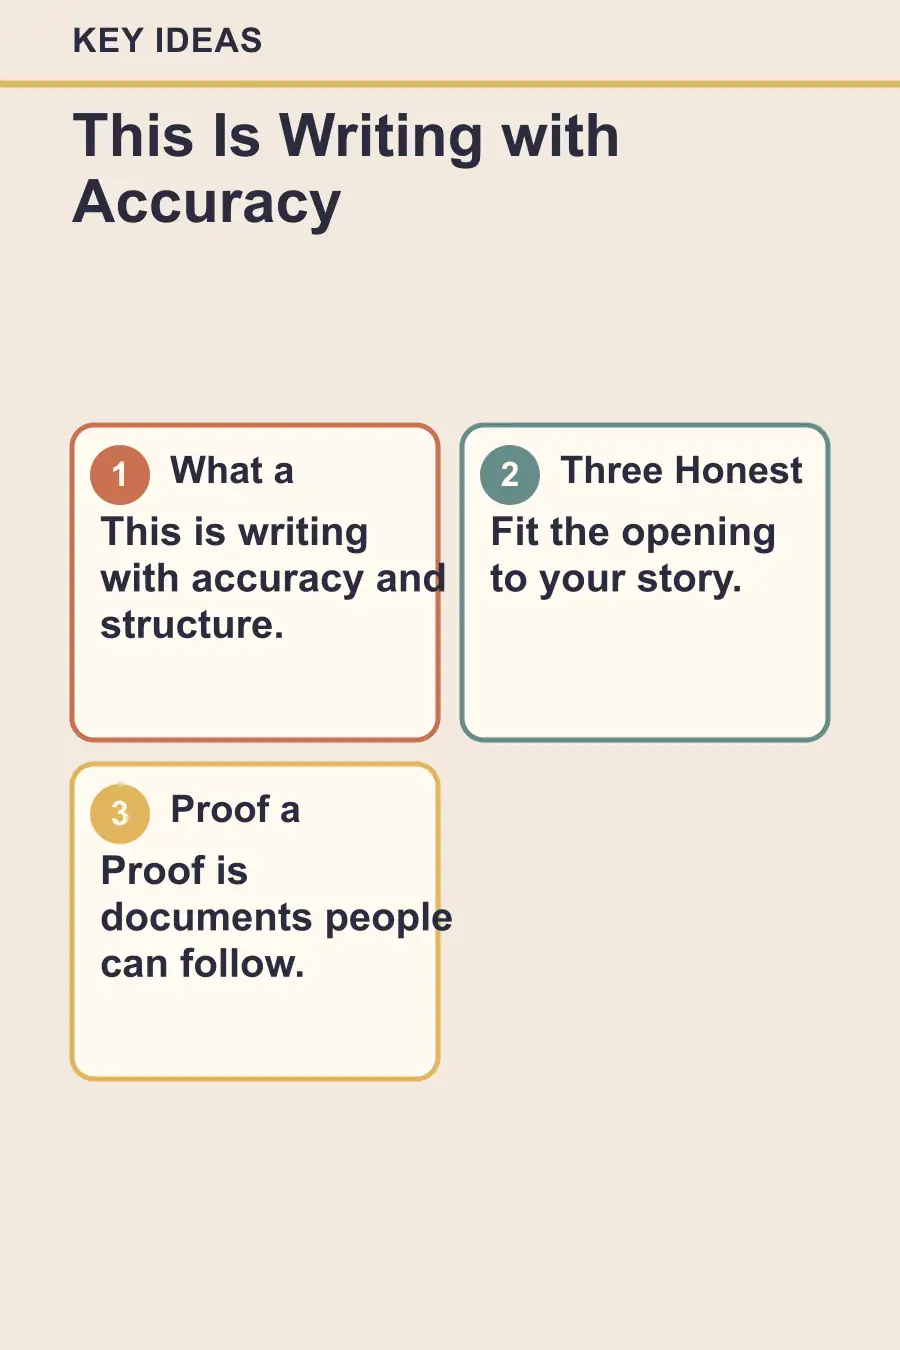 KEY IDEAS
This Is Writing with
Accuracy
1 What a
This is writing
with accuracy and
structure.
2 Three Honest
Fit the opening
to your story.
3 Proof a
Proof is
documents people
can follow.